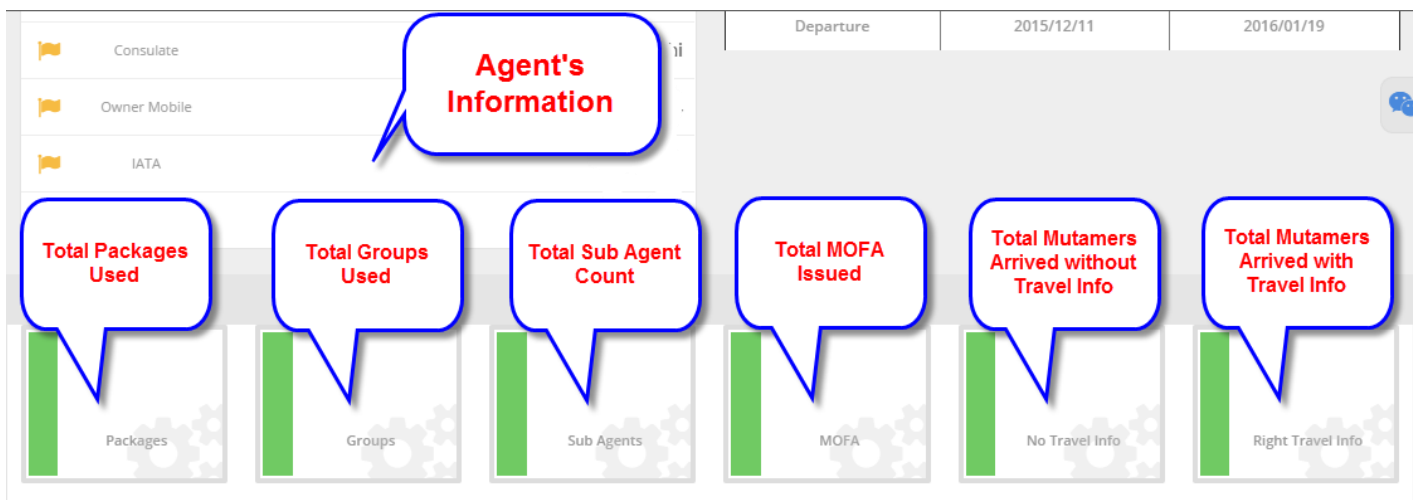 Departure 2015/12/11 2016/01/19
Consulate
Agent's
Information
Owner Mobile
IATA
Total Packages
Used
Total Groups
Used
Total Sub Agent
Count
Total MOFA
Issued
Total Mutamers
Arrived without
Travel Info
Total Mutamers
Arrived with
Travel Info
Packages
Groups
Sub Agents
MOFA
No Travel Info
Right Travel Info